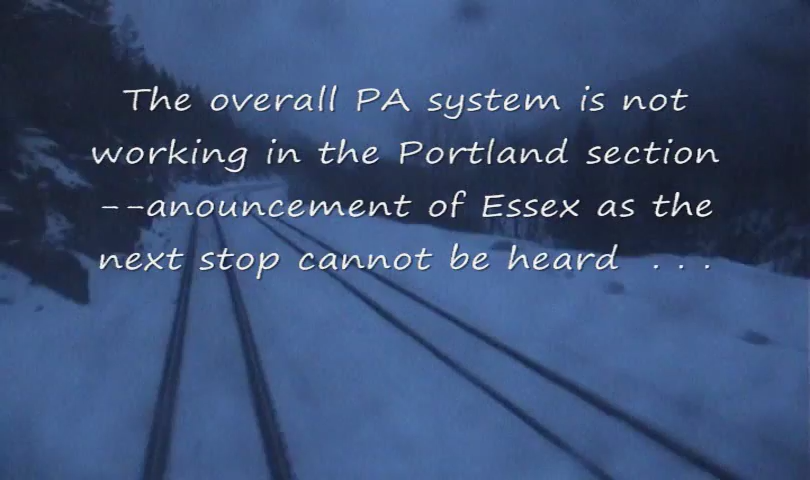 The overall PA system is not
working in the Portland section
--anouncement of Essex as the
next stop cannot be heard . . .